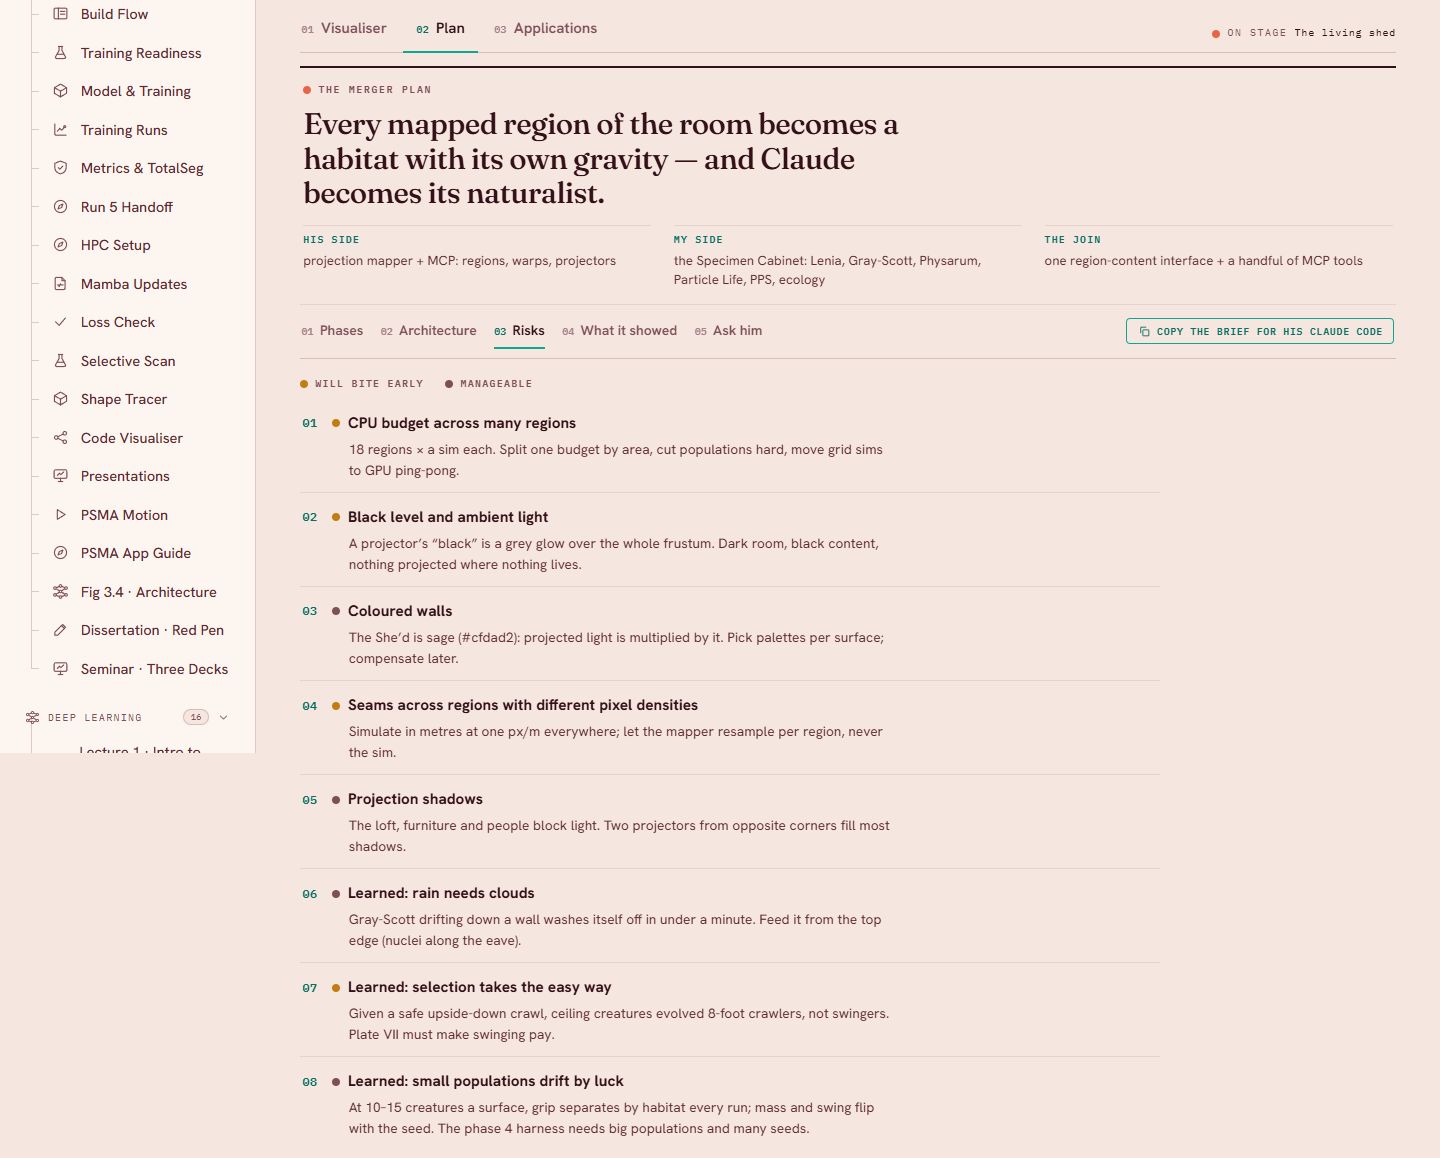 Build Flow
Training Readiness
Model & Training
Training Runs
Metrics & TotalSeg
Run 5 Handoff
HPC Setup
Mamba Updates
Loss Check
Selective Scan
Shape Tracer
Code Visualiser
Presentations
PSMA Motion
PSMA App Guide
Fig 3.4 · Architecture
Dissertation · Red Pen
Seminar · Three Decks
DEEP LEARNING 16
Lecture 1 · Intro to
01 Visualiser 02 Plan 03 Applications
ON STAGE The living shed
THE MERGER PLAN
Every mapped region of the room becomes a
habitat with its own gravity — and Claude
becomes its naturalist.
HIS SIDE
projection mapper + MCP: regions, warps, projectors
MY SIDE
the Specimen Cabinet: Lenia, Gray-Scott, Physarum,
Particle Life, PPS, ecology
THE JOIN
one region-content interface + a handful of MCP tools
01 Phases 02 Architecture 03 Risks 04 What it showed 05 Ask him
COPY THE BRIEF FOR HIS CLAUDE CODE
WILL BITE EARLY MANAGEABLE
01 CPU budget across many regions
18 regions × a sim each. Split one budget by area, cut populations hard, move grid sims
to GPU ping-pong.
02 Black level and ambient light
A projector’s “black” is a grey glow over the whole frustum. Dark room, black content,
nothing projected where nothing lives.
03 Coloured walls
The She’d is sage (#cfdad2): projected light is multiplied by it. Pick palettes per surface;
compensate later.
04 Seams across regions with different pixel densities
Simulate in metres at one px/m everywhere; let the mapper resample per region, never
the sim.
05 Projection shadows
The loft, furniture and people block light. Two projectors from opposite corners fill most
shadows.
06 Learned: rain needs clouds
Gray-Scott drifting down a wall washes itself off in under a minute. Feed it from the top
edge (nuclei along the eave).
07 Learned: selection takes the easy way
Given a safe upside-down crawl, ceiling creatures evolved 8-foot crawlers, not swingers.
Plate VII must make swinging pay.
08 Learned: small populations drift by luck
At 10–15 creatures a surface, grip separates by habitat every run; mass and swing flip
with the seed. The phase 4 harness needs big populations and many seeds.